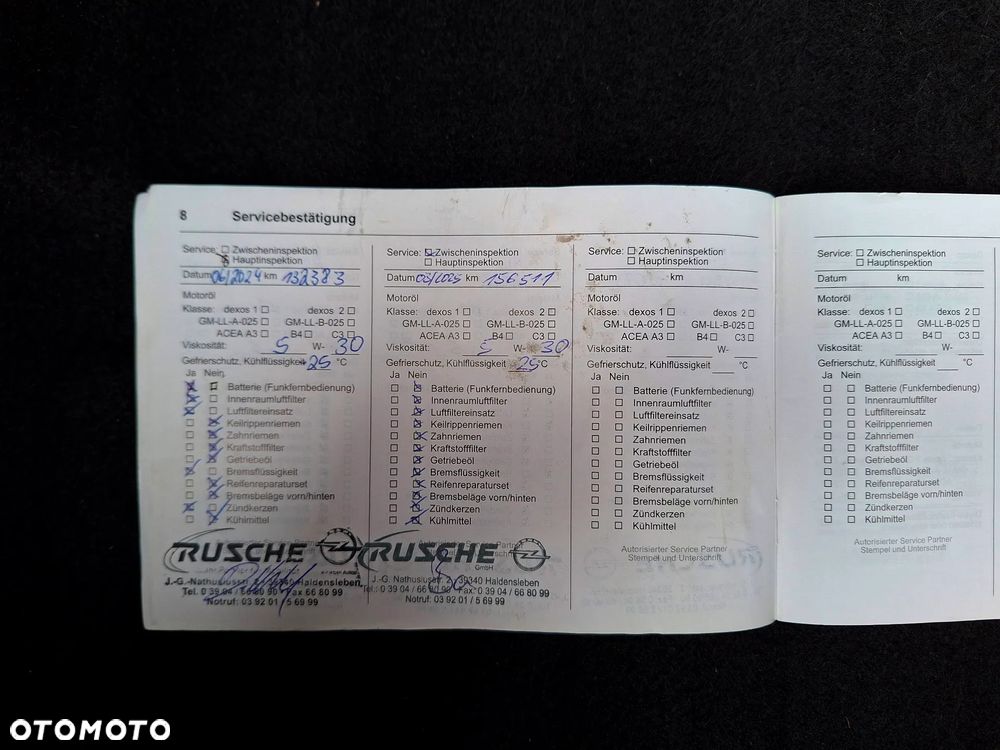 8 Servicebestätigung
Service: ☐ Zwischeninspektion
☒ Hauptinspektion
Datum 06/2024 km 132383
Motoröl
Klasse: dexos 1 ☐ dexos 2 ☐
GM-LL-A-025 ☐ GM-LL-B-025 ☐
ACEA A3 ☐ B4 ☐ C3 ☐
Viskosität: 5 W- 30
Gefrierschutz, Kühlflüssigkeit -25 °C
Ja Nein
☒ ☐ Batterie (Funkfernbedienung)
☒ ☐ Innenraumluftfilter
☒ ☐ Luftfiltereinsatz
☐ ☒ Keilrippenriemen
☐ ☒ Zahnriemen
☐ ☒ Kraftstofffilter
☐ ☒ Getriebeöl
☒ ☐ Bremsflüssigkeit
☐ ☒ Reifenreparaturset
☐ ☒ Bremsbeläge vorn/hinten
☒ ☐ Zündkerzen
☐ ☒ Kühlmittel
RUSCHE
J.-G.-Nathusiusstr. 2 / 39340 Haldensleben
Tel. 0 39 04 / 66 80 90 Fax 66 80 99
Notruf: 03 92 01 / 5 69 99
Service: ☒ Zwischeninspektion
☐ Hauptinspektion
Datum 06/2025 km 156511
Motoröl
Klasse: dexos 1 ☐ dexos 2 ☐
GM-LL-A-025 ☐ GM-LL-B-025 ☐
ACEA A3 ☐ B4 ☐ C3 ☐
Viskosität: 5 W- 30
Gefrierschutz, Kühlflüssigkeit 25 °C
Ja Nein
☐ ☒ Batterie (Funkfernbedienung)
☐ ☒ Innenraumluftfilter
☐ ☒ Luftfiltereinsatz
☐ ☒ Keilrippenriemen
☐ ☒ Zahnriemen
☐ ☒ Kraftstofffilter
☐ ☒ Getriebeöl
☐ ☒ Bremsflüssigkeit
☐ ☒ Reifenreparaturset
☐ ☒ Bremsbeläge vorn/hinten
☐ ☒ Zündkerzen
☐ ☒ Kühlmittel
RUSCHE
GmbH
J.-G. Nathusiusstr. 2, 39340 Haldensleben
Tel.: 0 39 04 / 66 80 90 Fax: 0 39 04 / 66 80 99
Notruf 03 92 01 / 5 69 99
Service: ☐ Zwischeninspektion
☐ Hauptinspektion
Datum km
Motoröl
Klasse: dexos 1 ☐ dexos 2 ☐
GM-LL-A-025 ☐ GM-LL-B-025 ☐
ACEA A3 ☐ B4 ☐ C3 ☐
Viskosität: W-
Gefrierschutz, Kühlflüssigkeit °C
Ja Nein
☐ ☐ Batterie (Funkfernbedienung)
☐ ☐ Innenraumluftfilter
☐ ☐ Luftfiltereinsatz
☐ ☐ Keilrippenriemen
☐ ☐ Zahnriemen
☐ ☐ Kraftstofffilter
☐ ☐ Getriebeöl
☐ ☐ Bremsflüssigkeit
☐ ☐ Reifenreparaturset
☐ ☐ Bremsbeläge vorn/hinten
☐ ☐ Zündkerzen
☐ ☐ Kühlmittel
Autorisierter Service Partner
Stempel und Unterschrift
Service: ☐ Zwischeninspektion
☐ Hauptinspektion
Datum km
Motoröl
Klasse: dexos 1 ☐ dexos 2 ☐
GM-LL-A-025 ☐ GM-LL-B-025 ☐
ACEA A3 ☐ B4 ☐ C3 ☐
Viskosität: W-
Gefrierschutz, Kühlflüssigkeit °C
Ja Nein
☐ ☐ Batterie (Funkfernbedienung)
☐ ☐ Innenraumluftfilter
☐ ☐ Luftfiltereinsatz
☐ ☐ Keilrippenriemen
☐ ☐ Zahnriemen
☐ ☐ Kraftstofffilter
☐ ☐ Getriebeöl
☐ ☐ Bremsflüssigkeit
☐ ☐ Reifenreparaturset
☐ ☐ Bremsbeläge vorn/hinten
☐ ☐ Zündkerzen
☐ ☐ Kühlmittel
Autorisierter Service Partner
Stempel und Unterschrift
OTOMOTO